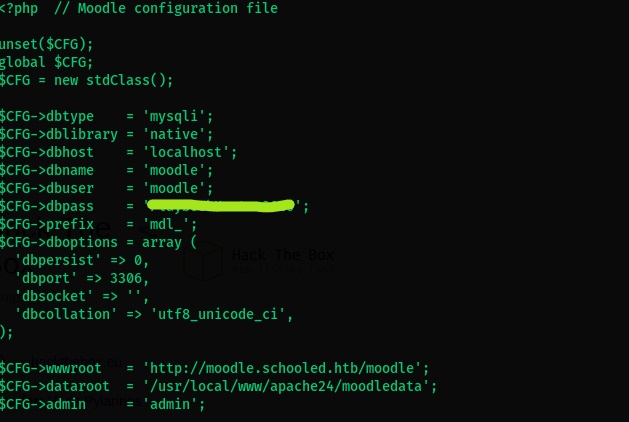 <?php  // Moodle configuration file
unset($CFG);
global $CFG;
$CFG = new stdClass();
$CFG->dbtype    = 'mysqli';
$CFG->dblibrary = 'native';
$CFG->dbhost    = 'localhost';
$CFG->dbname    = 'moodle';
$CFG->dbuser    = 'moodle';
$CFG->dbpass    = '';
$CFG->prefix    = 'mdl_';
$CFG->dboptions = array (
  'dbpersist' => 0,
  'dbport' => 3306,
  'dbsocket' => '',
  'dbcollation' => 'utf8_unicode_ci',
);
$CFG->wwwroot   = 'http://moodle.schooled.htb/moodle';
$CFG->dataroot  = '/usr/local/www/apache24/moodledata';
$CFG->admin     = 'admin';
Hack The Box